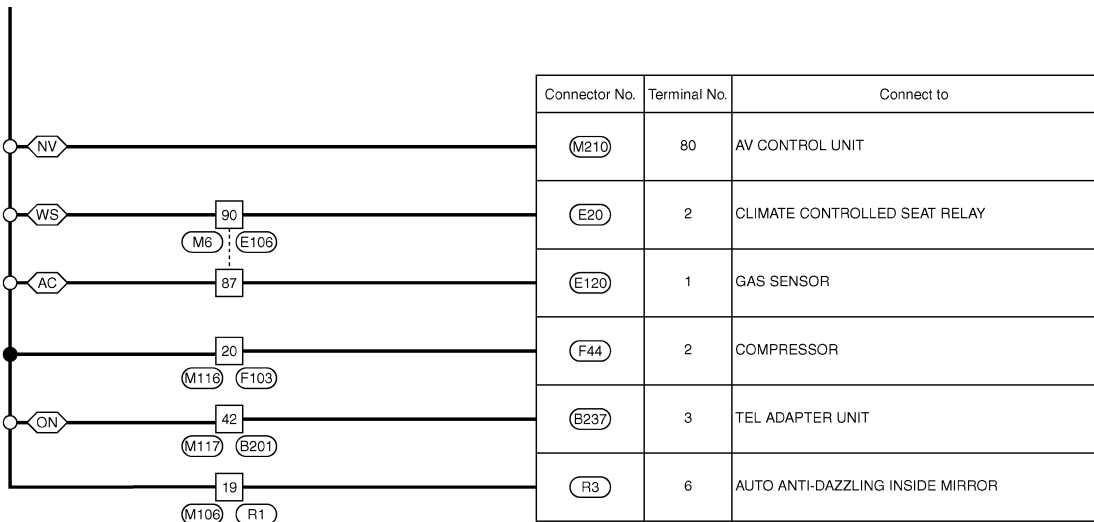 Connector No. Terminal No. Connect to
NV M210 80 AV CONTROL UNIT
WS 90 E20 2 CLIMATE CONTROLLED SEAT RELAY
M6 E106
AC 87 E120 1 GAS SENSOR
20 F44 2 COMPRESSOR
M116 F103
ON 42 B237 3 TEL ADAPTER UNIT
M117 B201
19 R3 6 AUTO ANTI-DAZZLING INSIDE MIRROR
M106 R1